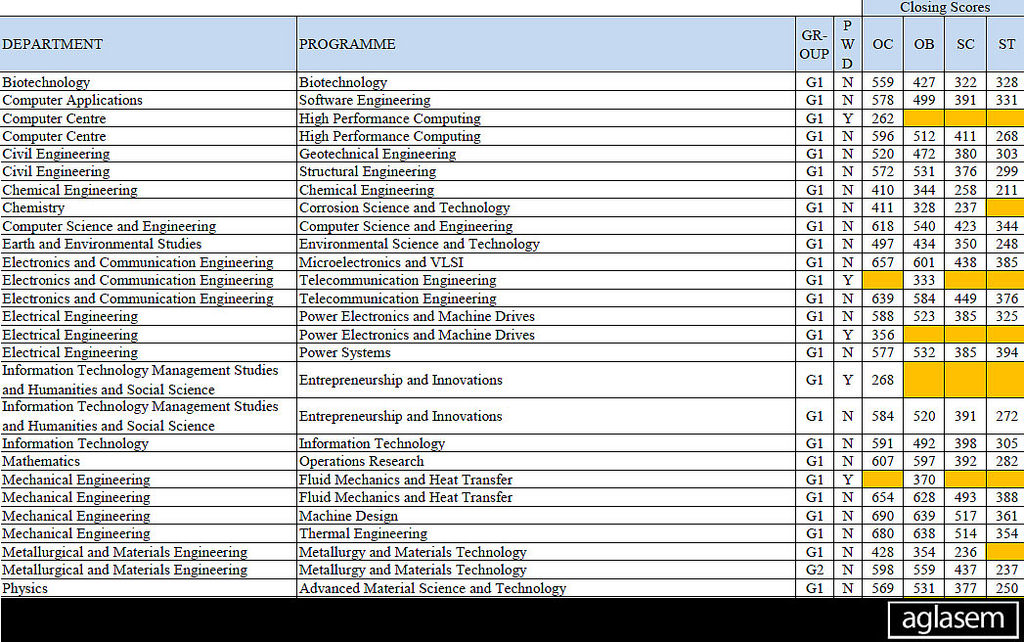 Closing Scores
DEPARTMENT PROGRAMME GR-OUP PWD OC OB SC ST
Biotechnology Biotechnology G1 N 559 427 322 328
Computer Applications Software Engineering G1 N 578 499 391 331
Computer Centre High Performance Computing G1 Y 262
Computer Centre High Performance Computing G1 N 596 512 411 268
Civil Engineering Geotechnical Engineering G1 N 520 472 380 303
Civil Engineering Structural Engineering G1 N 572 531 376 299
Chemical Engineering Chemical Engineering G1 N 410 344 258 211
Chemistry Corrosion Science and Technology G1 N 411 328 237
Computer Science and Engineering Computer Science and Engineering G1 N 618 540 423 344
Earth and Environmental Studies Environmental Science and Technology G1 N 497 434 350 248
Electronics and Communication Engineering Microelectronics and VLSI G1 N 657 601 438 385
Electronics and Communication Engineering Telecommunication Engineering G1 Y 333
Electronics and Communication Engineering Telecommunication Engineering G1 N 639 584 449 376
Electrical Engineering Power Electronics and Machine Drives G1 N 588 523 385 325
Electrical Engineering Power Electronics and Machine Drives G1 Y 356
Electrical Engineering Power Systems G1 N 577 532 385 394
Information Technology Management Studies
and Humanities and Social Science Entrepreneurship and Innovations G1 Y 268
Information Technology Management Studies
and Humanities and Social Science Entrepreneurship and Innovations G1 N 584 520 391 272
Information Technology Information Technology G1 N 591 492 398 305
Mathematics Operations Research G1 N 607 597 392 282
Mechanical Engineering Fluid Mechanics and Heat Transfer G1 Y 370
Mechanical Engineering Fluid Mechanics and Heat Transfer G1 N 654 628 493 388
Mechanical Engineering Machine Design G1 N 690 639 517 361
Mechanical Engineering Thermal Engineering G1 N 680 638 514 354
Metallurgical and Materials Engineering Metallurgy and Materials Technology G1 N 428 354 236
Metallurgical and Materials Engineering Metallurgy and Materials Technology G2 N 598 559 437 237
Physics Advanced Material Science and Technology G1 N 569 531 377 250
aglasem